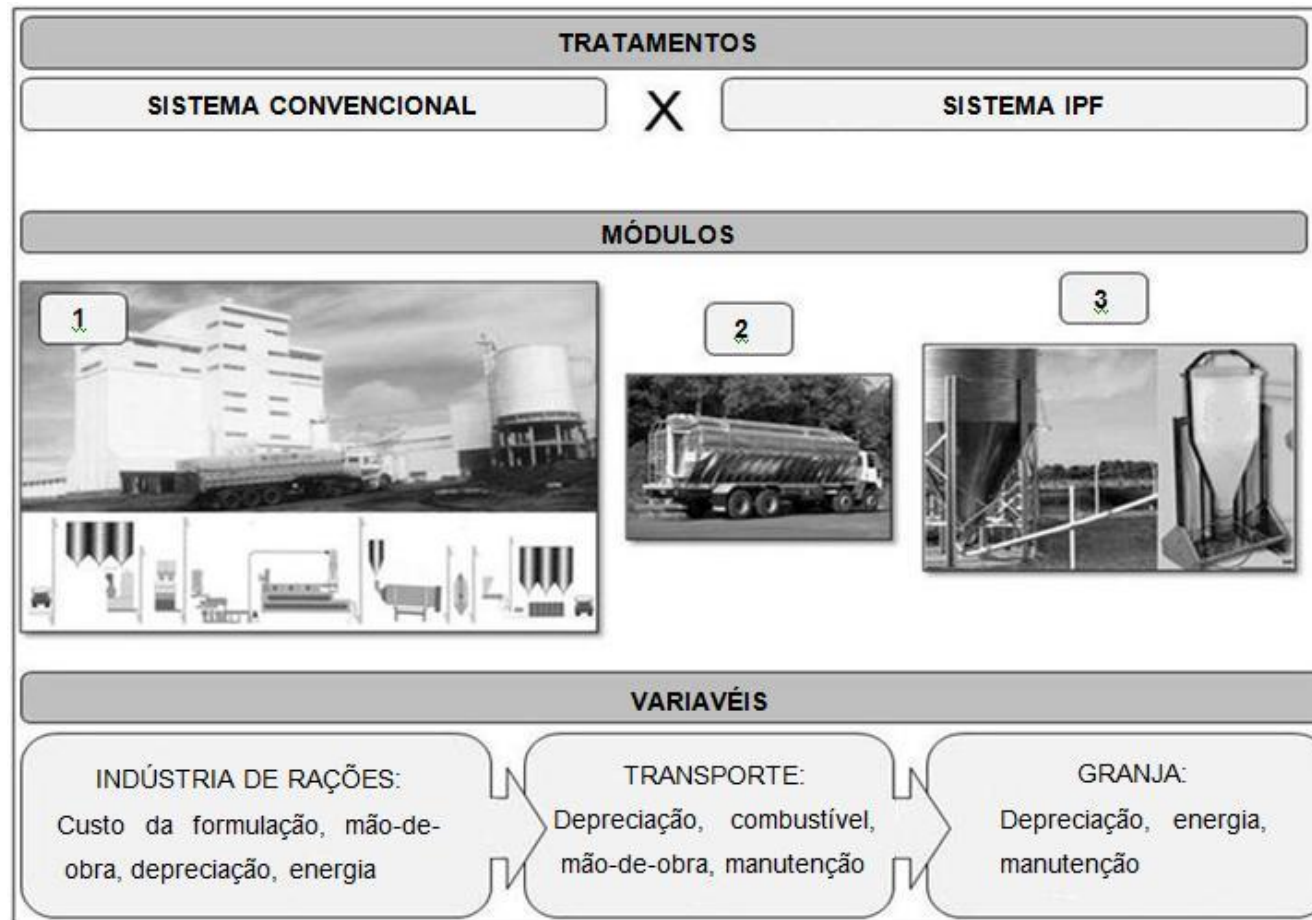 TRATAMENTOS
SISTEMA CONVENCIONAL
X
SISTEMA IPF
MÓDULOS
1
2
3
VARIAVÉIS
INDÚSTRIA DE RAÇÕES:
Custo da formulação, mão-de-
obra, depreciação, energia
TRANSPORTE:
Depreciação, combustível,
mão-de-obra, manutenção
GRANJA:
Depreciação, energia,
manutenção